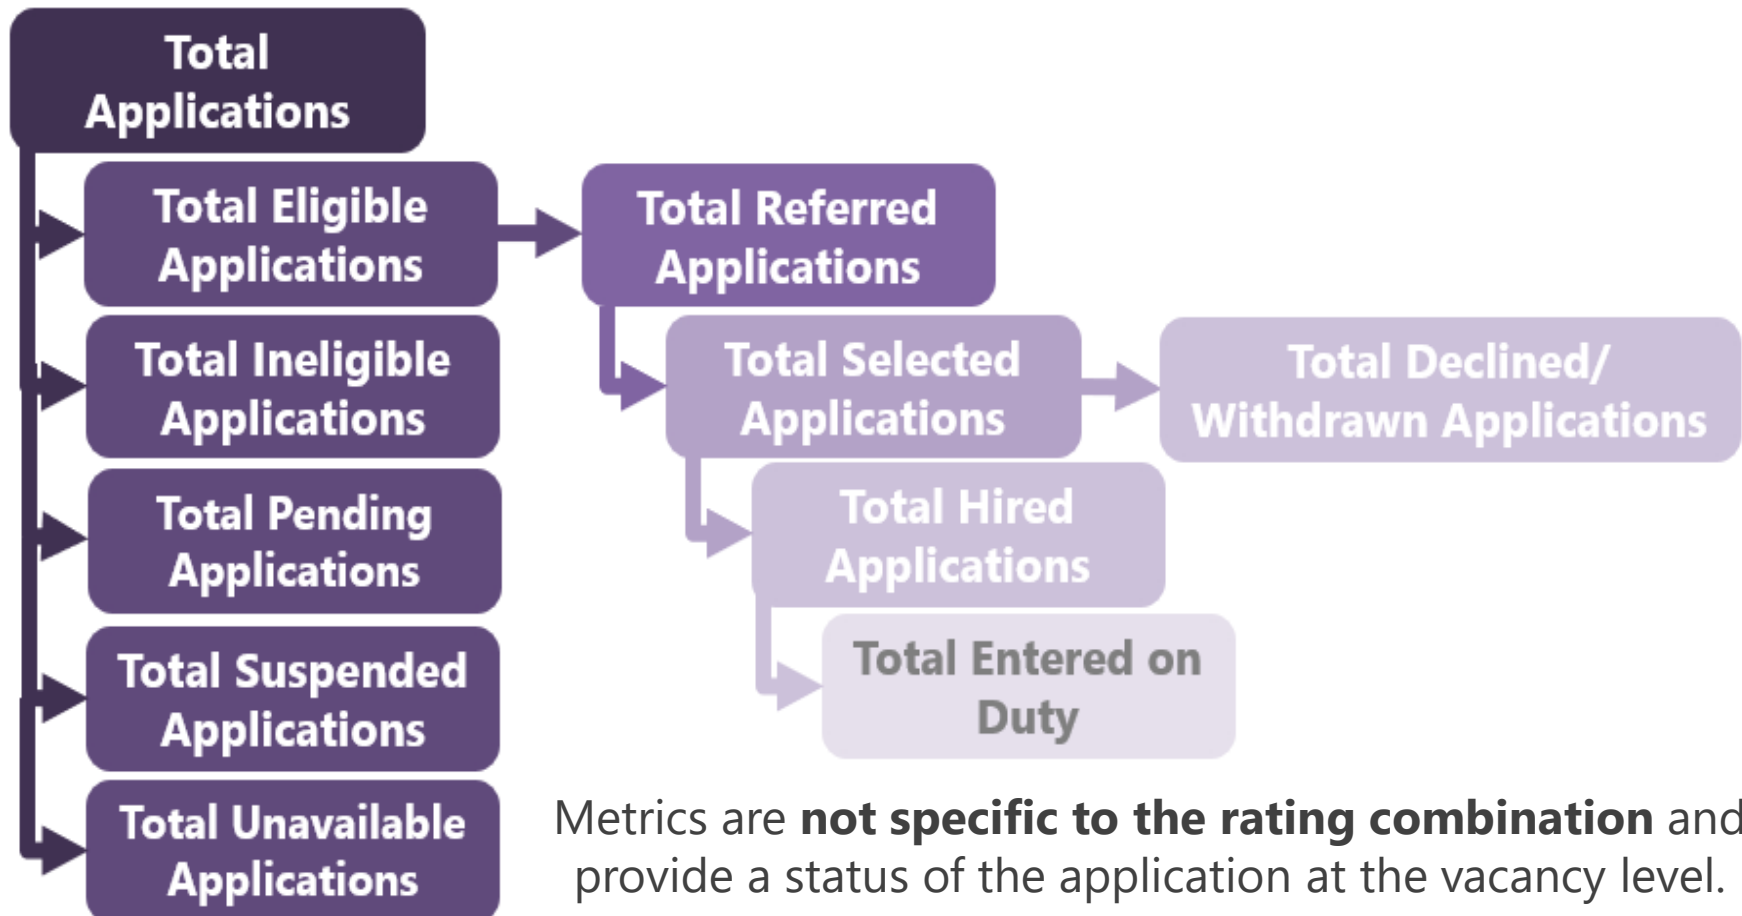 Total
Applications
Total Eligible
Applications
Total Referred
Applications
Total Ineligible
Applications
Total Selected
Applications
Total Declined/
Withdrawn Applications
Total Pending
Applications
Total Hired
Applications
Total Suspended
Applications
Total Entered on
Duty
Total Unavailable
Applications
Metrics are not specific to the rating combination and
provide a status of the application at the vacancy level.